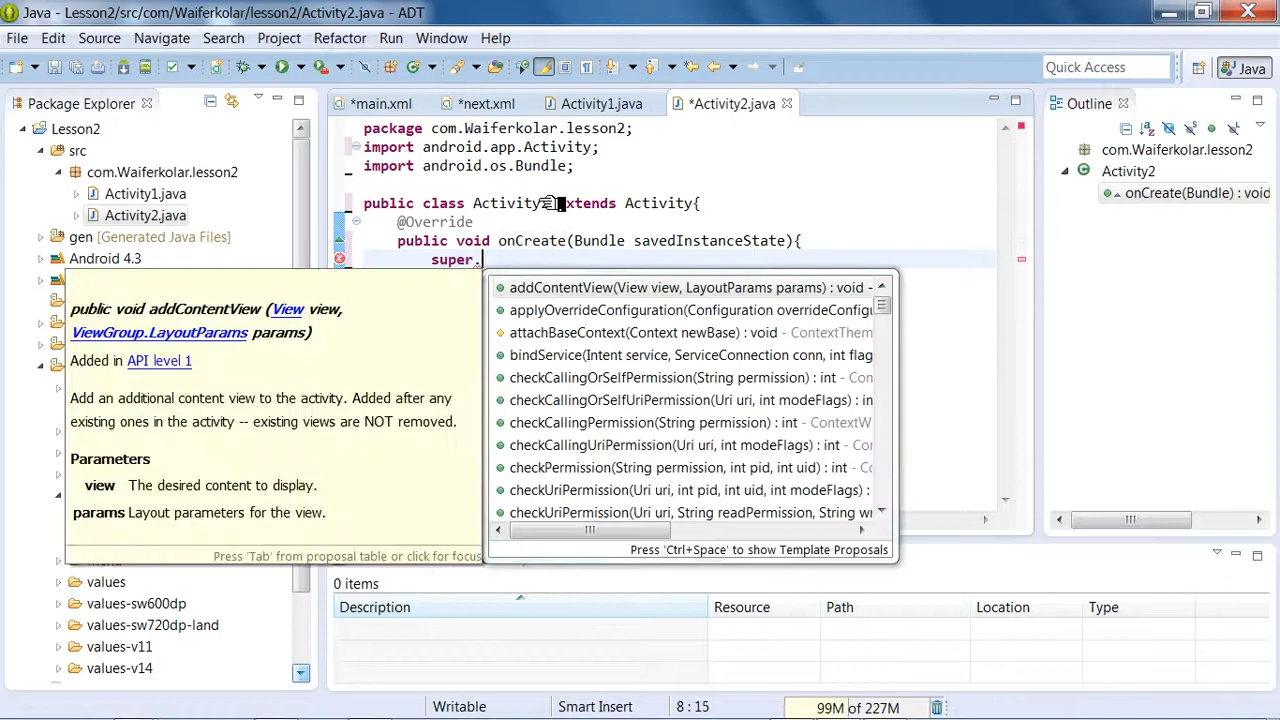 Java - Lesson2/src/com/Waiferkolar/lesson2/Activity2.java - ADT
File Edit Source Navigate Search Project Refactor Run Window Help
Quick Access
Java
Package Explorer
*main.xml
*next.xml
Activity1.java
*Activity2.java
Outline
Lesson2
src
com.Waiferkolar.lesson2
Activity1.java
Activity2.java
gen [Generated Java Files]
Android 4.3
package com.Waiferkolar.lesson2;
import android.app.Activity;
import android.os.Bundle;
public class Activity extends Activity{
@Override
public void onCreate(Bundle savedInstanceState){
super.
com.Waiferkolar.lesson2
Activity2
onCreate(Bundle) : void
public void addContentView (View view,
ViewGroup.LayoutParams params)
Added in API level 1
Add an additional content view to the activity. Added after any
existing ones in the activity -- existing views are NOT removed.
Parameters
view The desired content to display.
params Layout parameters for the view.
Press 'Tab' from proposal table or click for focus
addContentView(View view, LayoutParams params) : void -
applyOverrideConfiguration(Configuration overrideConfigu
attachBaseContext(Context newBase) : void - ContextThem
bindService(Intent service, ServiceConnection conn, int flag
checkCallingOrSelfPermission(String permission) : int - Con
checkCallingOrSelfUriPermission(Uri uri, int modeFlags) : in
checkCallingPermission(String permission) : int - ContextW
checkCallingUriPermission(Uri uri, int modeFlags) : int - Co
checkPermission(String permission, int pid, int uid) : int - C
checkUriPermission(Uri uri, int pid, int uid, int modeFlags) :
checkUriPermission(Uri uri, String readPermission, String wr
Press 'Ctrl+Space' to show Template Proposals
values
values-sw600dp
values-sw720dp-land
values-v11
values-v14
0 items
Description Resource Path Location Type
Writable Smart Insert 8 : 15 99M of 227M